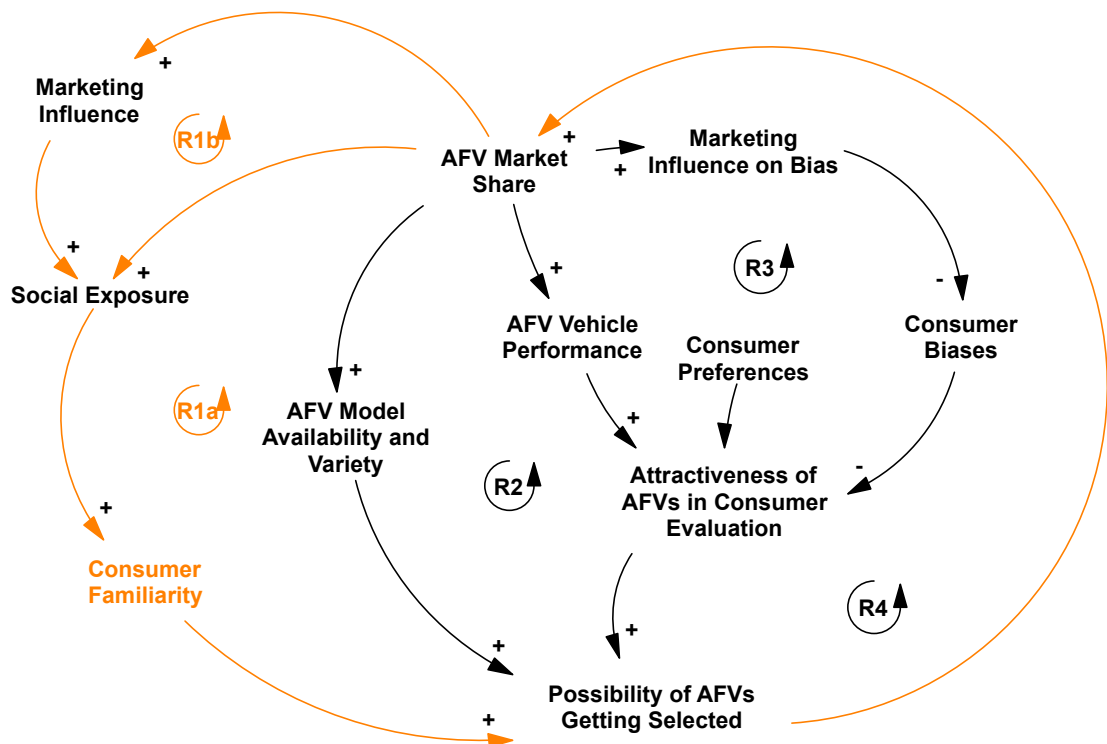 +
Marketing
Influence
R1b
AFV Market
Share
+
+
Marketing
Influence on Bias
+
+
Social Exposure
+
R3
-
AFV Vehicle
Performance
Consumer
Preferences
Consumer
Biases
+
R1a
AFV Model
Availability and
Variety
+
R2
Attractiveness of
AFVs in Consumer
Evaluation
-
+
Consumer
Familiarity
R4
+
+
Possibility of AFVs
Getting Selected
+